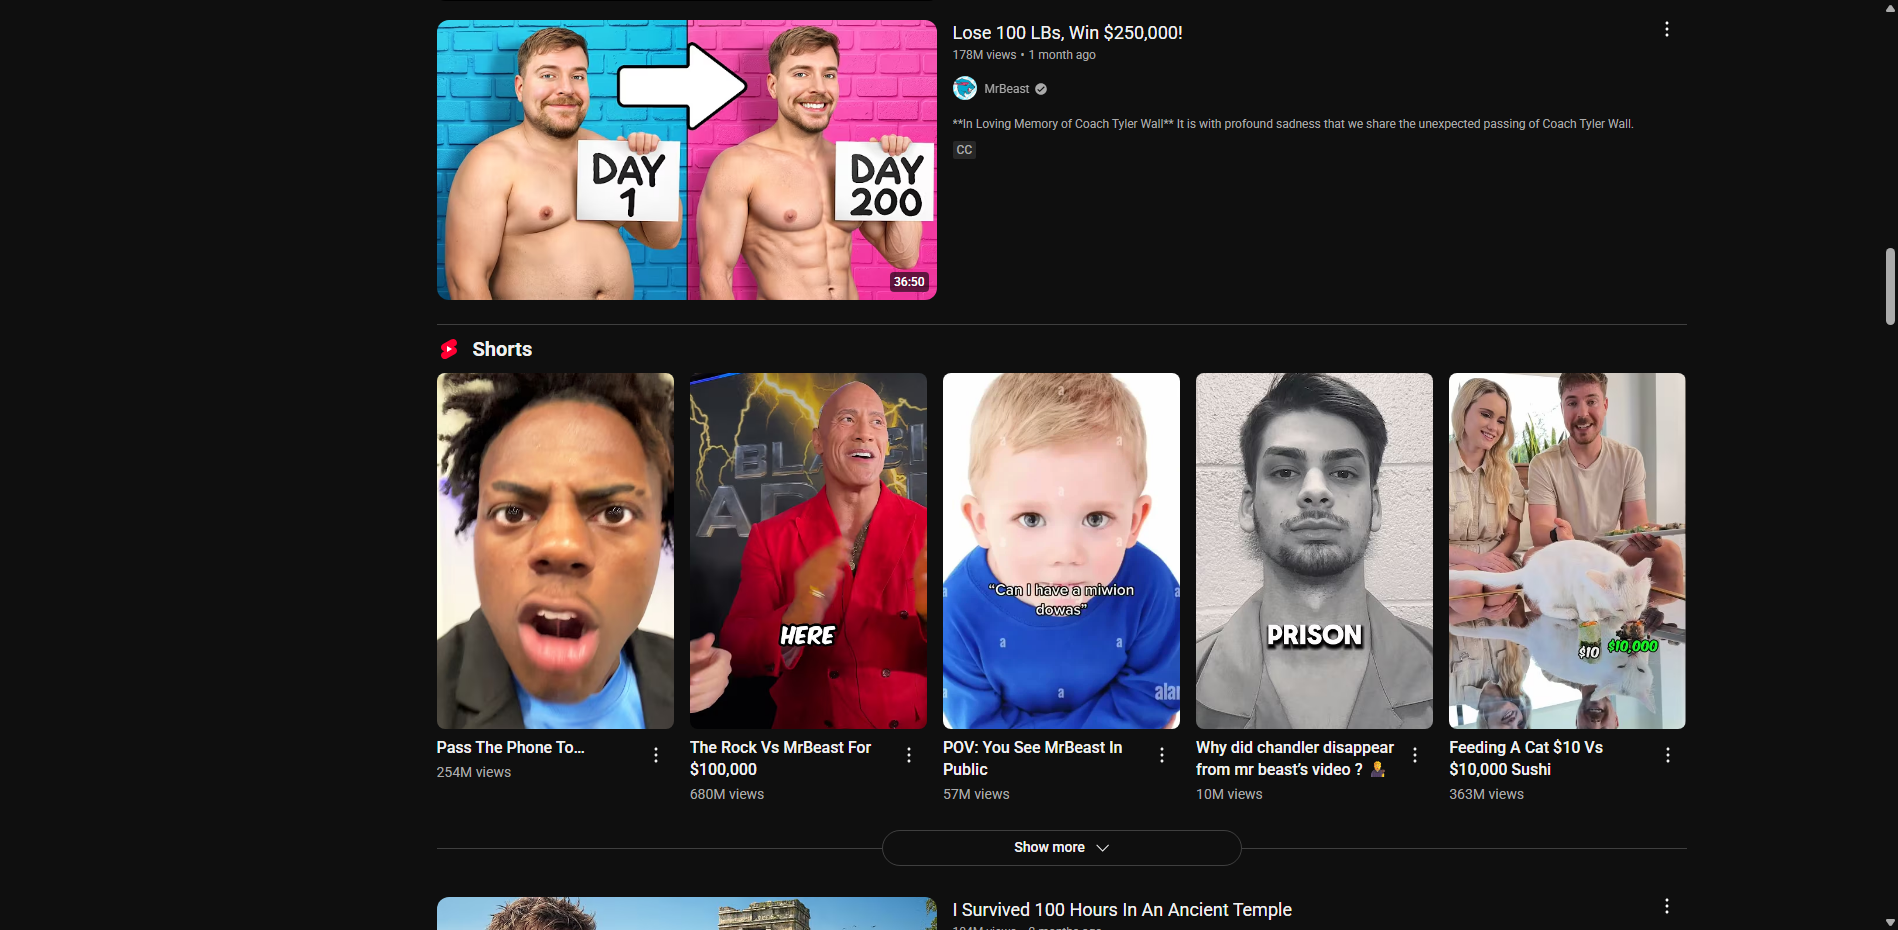 DAY
1
DAY
200
36:50
Lose 100 LBs, Win $250,000!
178M views • 1 month ago
MrBeast
**In Loving Memory of Coach Tyler Wall** It is with profound sadness that we share the unexpected passing of Coach Tyler Wall.
CC
Shorts
BLACK
AD
HERE
a
a
a
a
a
a
a
a
a
a
a
alar
"Can I have a miwion
dowas"
PRISON
$10
$10,000
Pass The Phone To...
254M views
The Rock Vs MrBeast For
$100,000
680M views
POV: You See MrBeast In
Public
57M views
Why did chandler disappear
from mr beast's video ? 🤷‍♂️
10M views
Feeding A Cat $10 Vs
$10,000 Sushi
363M views
Show more
I Survived 100 Hours In An Ancient Temple